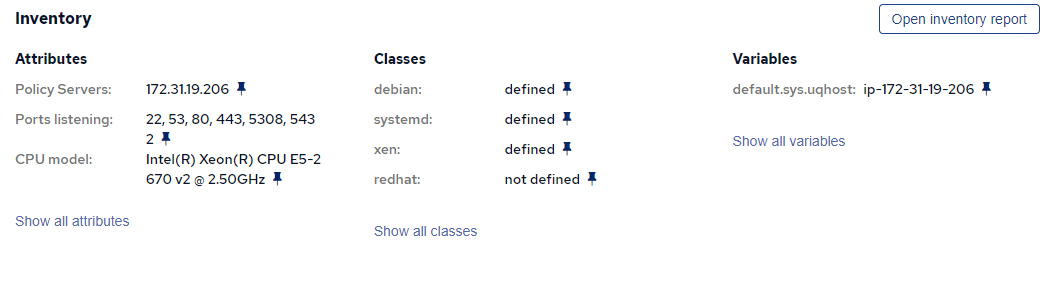 Inventory
Open inventory report
Attributes
Policy Servers: 172.31.19.206
Ports listening: 22, 53, 80, 443, 5308, 543
2
CPU model: Intel(R) Xeon(R) CPU E5-2
670 v2 @ 2.50GHz
Show all attributes
Classes
debian: defined
systemd: defined
xen: defined
redhat: not defined
Show all classes
Variables
default.sys.uqhost: ip-172-31-19-206
Show all variables